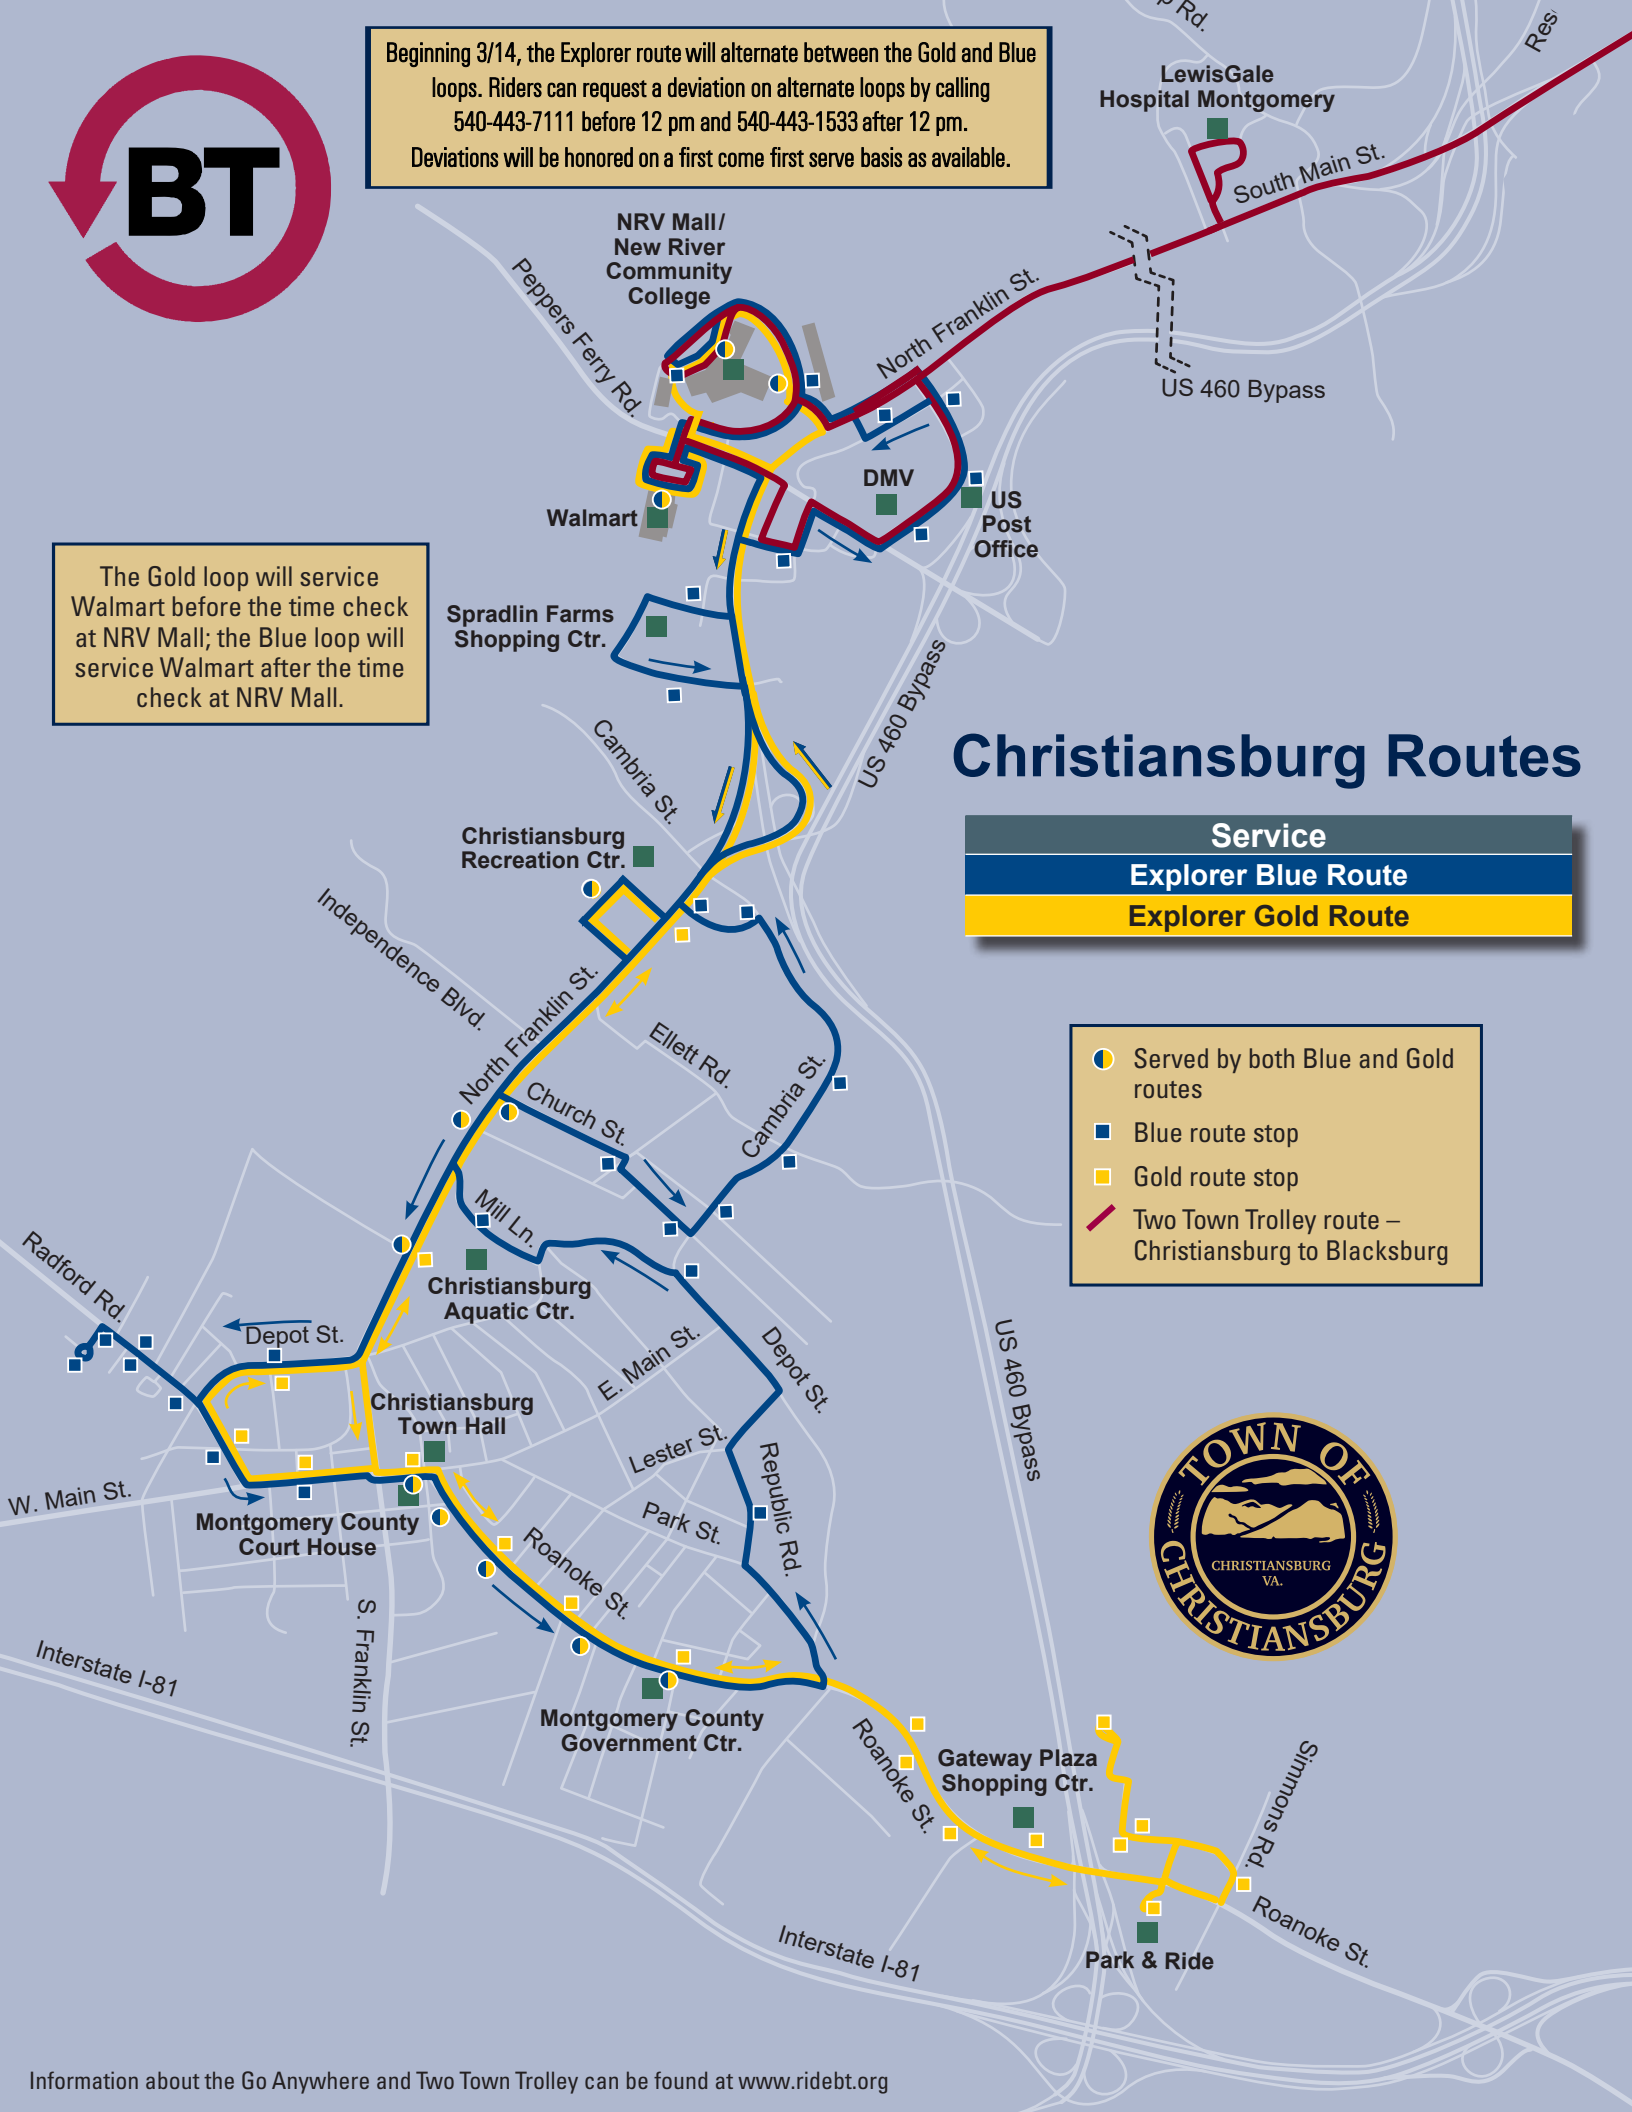 p Rd.
Res
Beginning 3/14, the Explorer route will alternate between the Gold and Blue
loops. Riders can request a deviation on alternate loops by calling
540-443-7111 before 12 pm and 540-443-1533 after 12 pm.
Deviations will be honored on a first come first serve basis as available.
BT
LewisGale
Hospital Montgomery
South Main St.
NRV Mall/
New River
Community
College
Peppers Ferry Rd.
North Franklin St.
US 460 Bypass
DMV
US
Post
Office
Walmart
The Gold loop will service
Walmart before the time check
at NRV Mall; the Blue loop will
service Walmart after the time
check at NRV Mall.
Spradlin Farms
Shopping Ctr.
US 460 Bypass
Cambria St.
Christiansburg Routes
Service
Explorer Blue Route
Explorer Gold Route
Christiansburg
Recreation Ctr.
Independence Blvd.
North Franklin St.
Ellett Rd.
Church St.
Cambria St.
Served by both Blue and Gold
routes
Blue route stop
Gold route stop
Two Town Trolley route –
Christiansburg to Blacksburg
Mill Ln.
Radford Rd.
Christiansburg
Aquatic Ctr.
Depot St.
E. Main St.
Depot St.
US 460 Bypass
Christiansburg
Town Hall
Lester St.
Republic Rd.
W. Main St.
Park St.
Montgomery County
Court House
Roanoke St.
TOWN OF
CHRISTIANSBURG
VA.
CHRISTIANSBURG
S. Franklin St.
Interstate I-81
Montgomery County
Government Ctr.
Roanoke St.
Gateway Plaza
Shopping Ctr.
Simmons Rd.
Roanoke St.
Interstate I-81
Park & Ride
Information about the Go Anywhere and Two Town Trolley can be found at www.ridebt.org